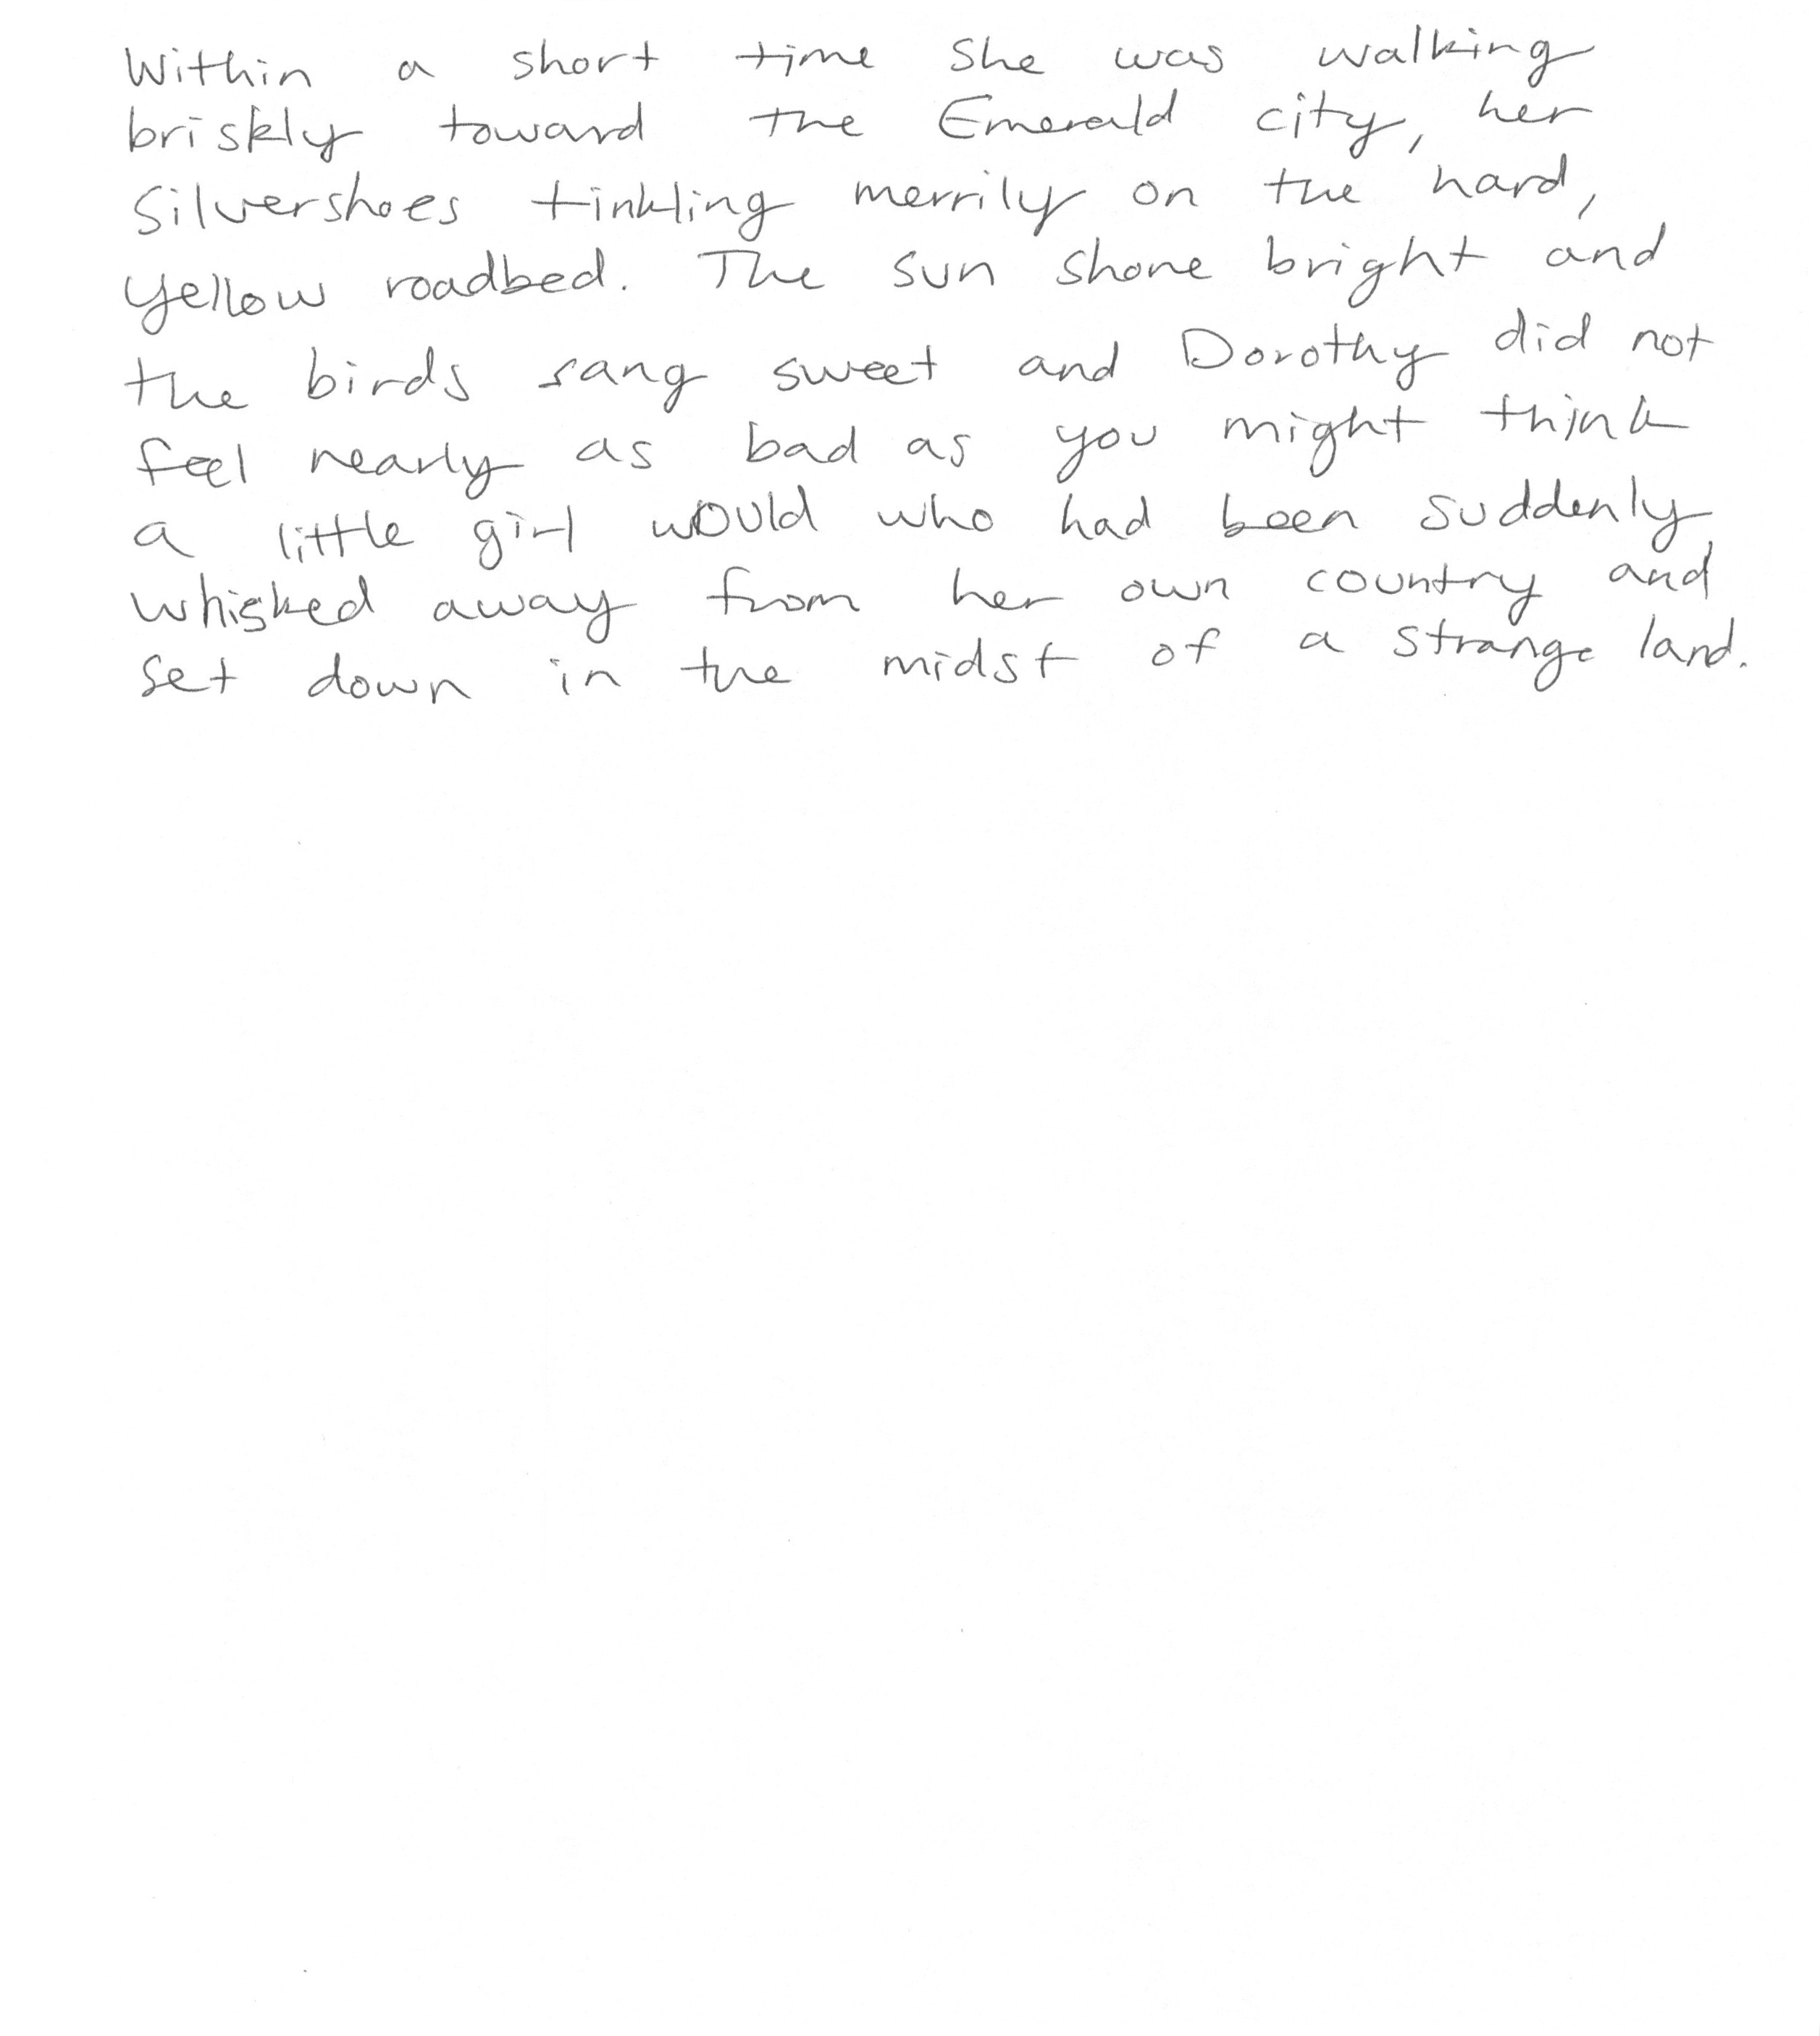 Within a short time she was walking
briskly toward the Emerald city, her
Silvershoes tinkling merrily on the hard,
yellow roadbed. The sun shone bright and
the birds sang sweet and Dorothy did not
feel nearly as bad as you might think
a little girl would who had been suddenly
whisked away from her own country and
set down in the midst of a strange land.